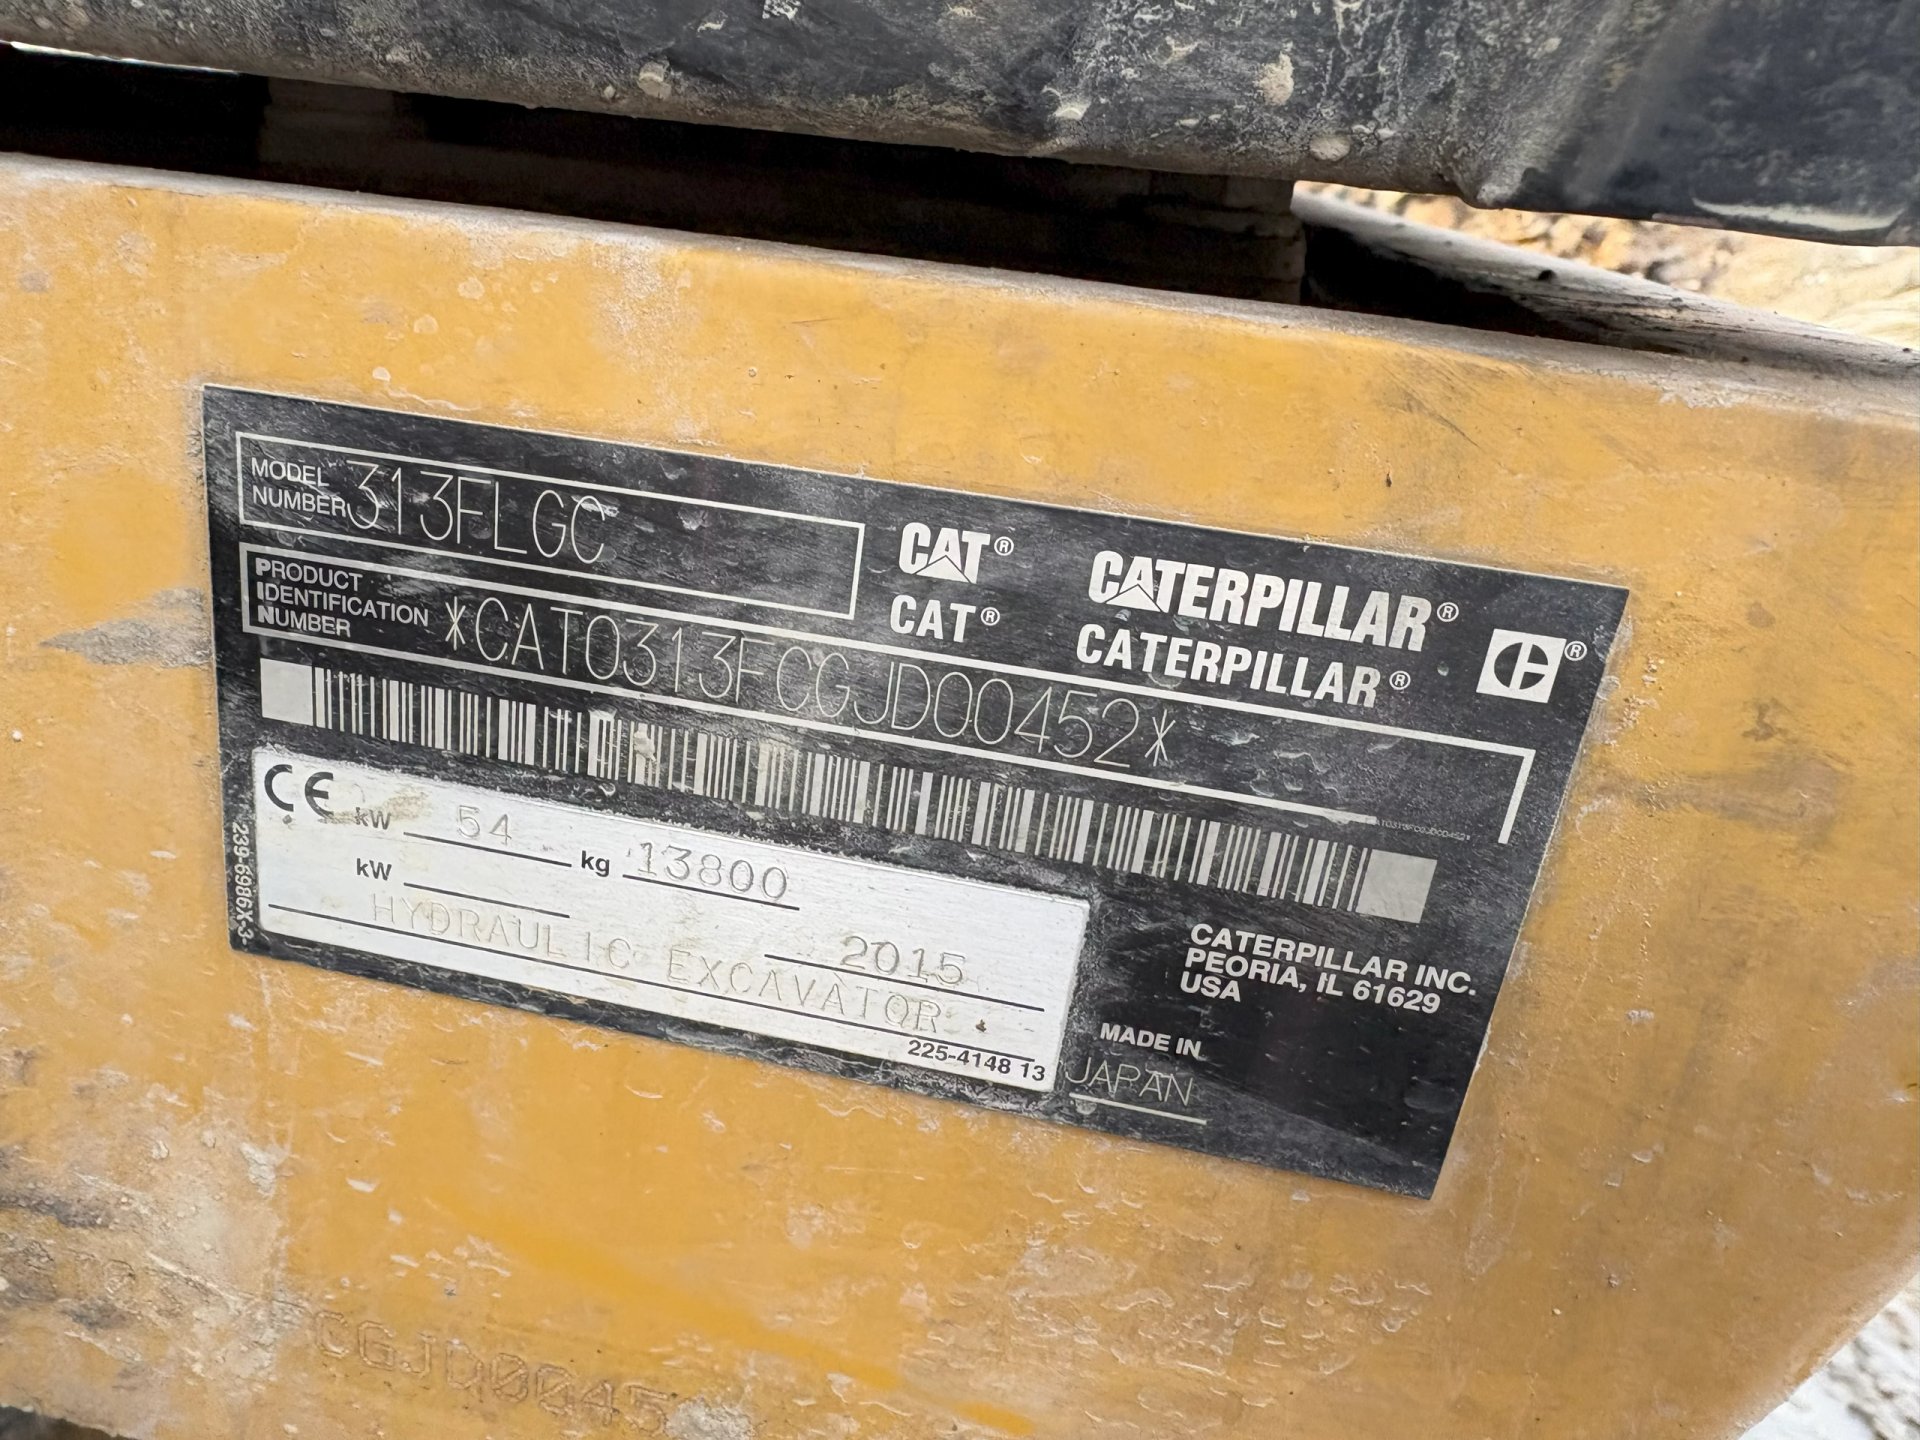 MODEL NUMBER 313FLGC
CAT® CATERPILLAR®
CAT® CATERPILLAR® ®
PRODUCT IDENTIFICATION NUMBER *CAT0313FCGJD00452*
CE kW 54 kg 13800
kW
2015
HYDRAULIC EXCAVATOR
225-4148 13
239-6986X-3
CATERPILLAR INC.
PEORIA, IL 61629
USA
MADE IN
JAPAN
CGJD0045